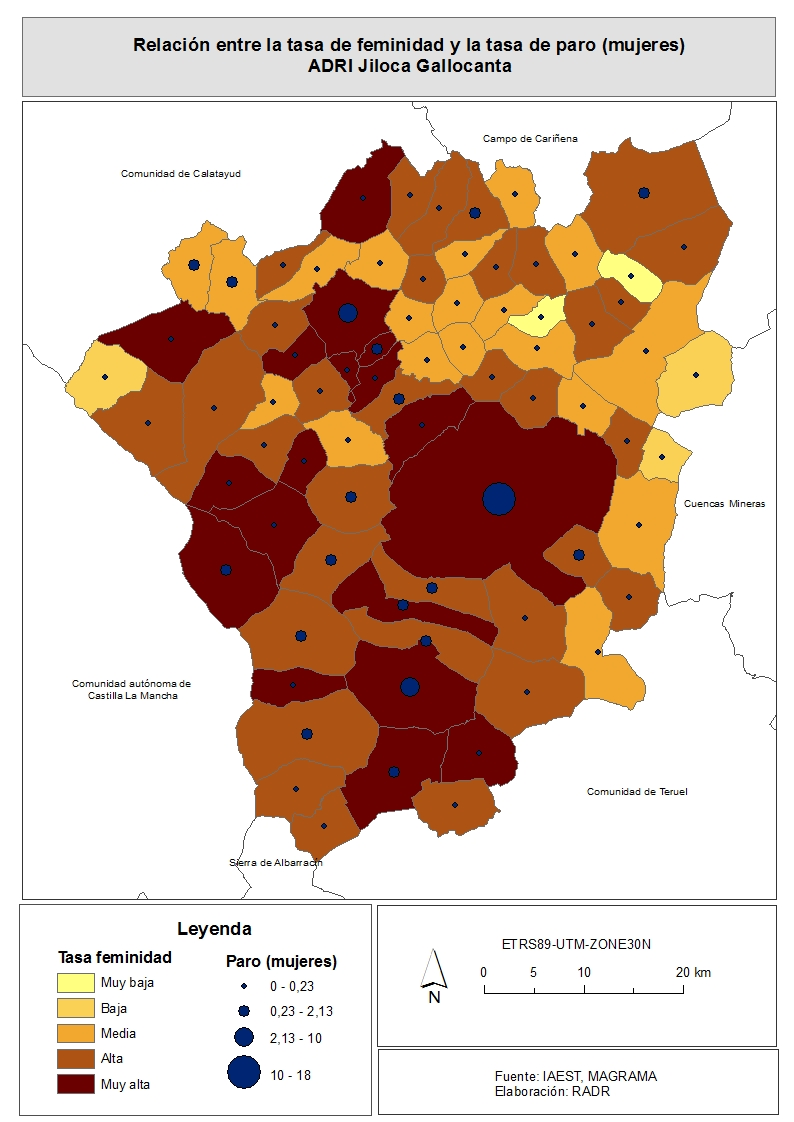 Relación entre la tasa de feminidad y la tasa de paro (mujeres)
ADRI Jiloca Gallocanta
Campo de Cariñena
Comunidad de Calatayud
Cuencas Mineras
Comunidad autónoma de
Castilla La Mancha
Comunidad de Teruel
Sierra de Albarracín
Leyenda
Tasa feminidad
Muy baja
Baja
Media
Alta
Muy alta
Paro (mujeres)
0 - 0,23
0,23 - 2,13
2,13 - 10
10 - 18
N
ETRS89-UTM-ZONE30N
0 5 10 20 km
Fuente: IAEST, MAGRAMA
Elaboración: RADR